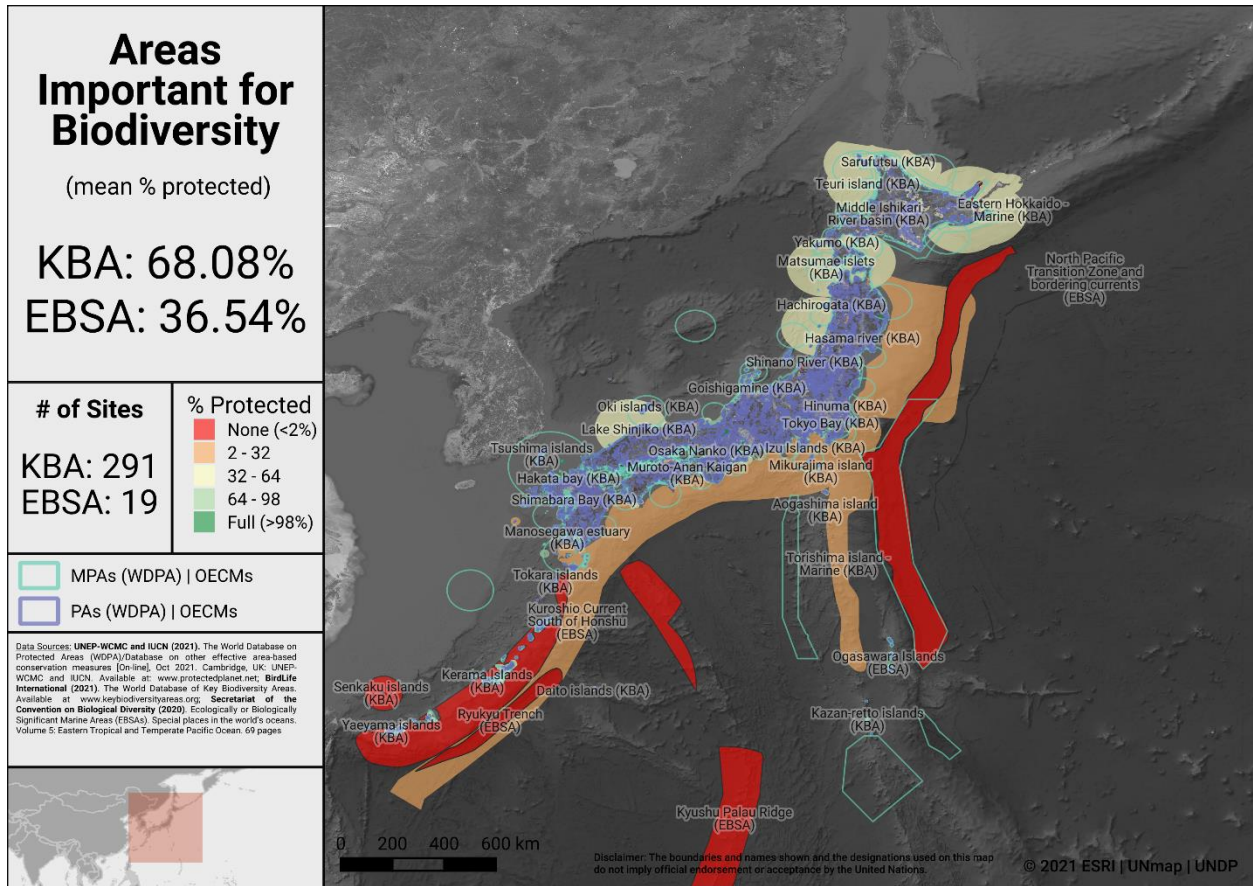 Areas
Important for
Biodiversity
(mean % protected)
KBA: 68.08%
EBSA: 36.54%
# of Sites
KBA: 291
EBSA: 19
% Protected
None (<2%)
2 - 32
32 - 64
64 - 98
Full (>98%)
MPAs (WDPA) | OECMs
PAs (WDPA) | OECMs
Data Sources: UNEP-WCMC and IUCN (2021). The World Database on
Protected Areas (WDPA)/Database on other effective area-based
conservation measures [On-line], Oct 2021. Cambridge, UK: UNEP-
WCMC and IUCN. Available at: www.protectedplanet.net; BirdLife
International (2021). The World Database of Key Biodiversity Areas.
Available at www.keybiodiversityareas.org; Secretariat of the
Convention on Biological Diversity (2020). Ecologically or Biologically
Significant Marine Areas (EBSAs). Special places in the world's oceans.
Volume 5: Eastern Tropical and Temperate Pacific Ocean. 69 pages
Sarufutsu (KBA)
Teuri island (KBA)
Middle Ishikari
River basin (KBA)
Eastern Hokkaido -
Marine (KBA)
Yakumo (KBA)
Matsumae islets
(KBA)
North Pacific
Transition Zone and
bordering currents
(EBSA)
Hachirogata (KBA)
Hasama river (KBA)
Shinano River (KBA)
Goishigamine (KBA)
Oki islands (KBA)
Hinuma (KBA)
Lake Shinjiko (KBA)
Tokyo Bay (KBA)
Tsushima islands
(KBA)
Osaka Nanko (KBA)
Izu Islands (KBA)
Muroto-Anan Kaigan
(KBA)
Mikurajima island
(KBA)
Hakata bay (KBA)
Shimabara Bay (KBA)
Aogashima island
(KBA)
Manosegawa estuary
(KBA)
Torishima island -
Marine (KBA)
Tokara islands
(KBA)
Kuroshio Current
South of Honshu
(EBSA)
Ogasawara Islands
(EBSA)
Kerama Islands
(KBA)
Senkaku islands
(KBA)
Daito islands (KBA)
Ryukyu Trench
(EBSA)
Yaeyama islands
(KBA)
Kazan-retto islands
(KBA)
Kyushu Palau Ridge
(EBSA)
0 200 400 600 km
Disclaimer: The boundaries and names shown and the designations used on this map
do not imply official endorsement or acceptance by the United Nations.
© 2021 ESRI | UNmap | UNDP